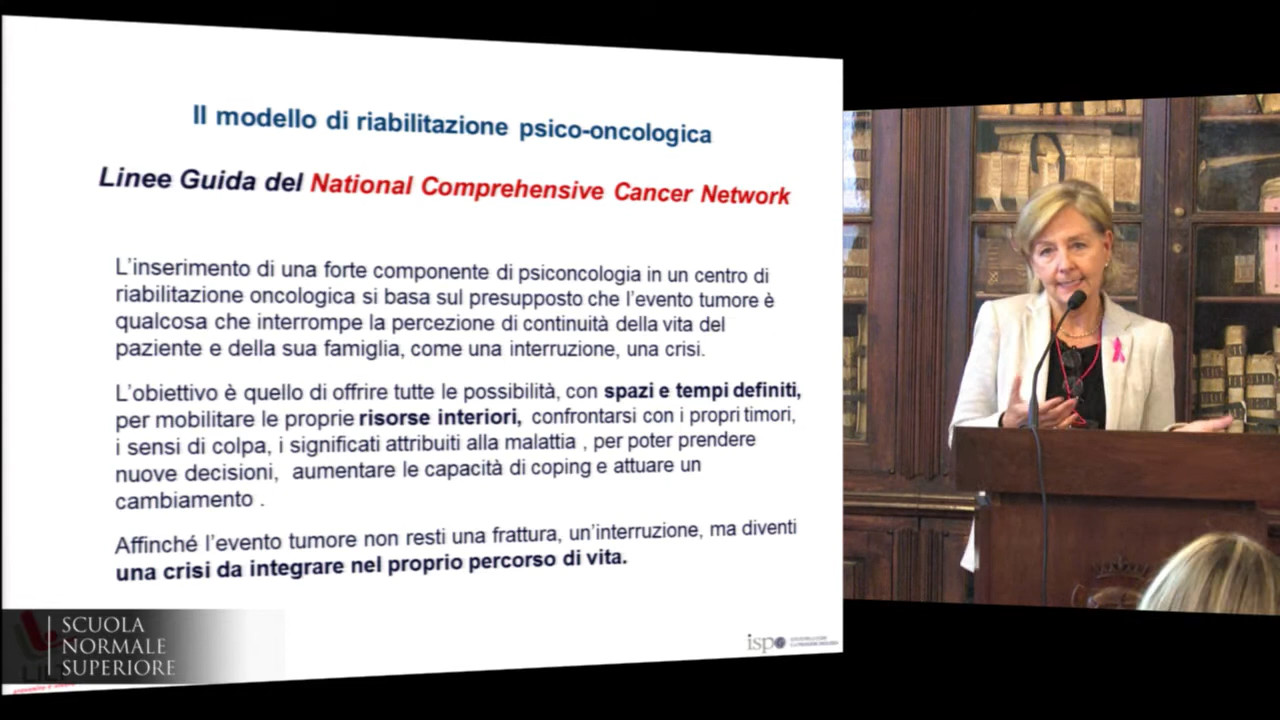 Il modello di riabilitazione psico-oncologica
Linee Guida del National Comprehensive Cancer Network
L'inserimento di una forte componente di psiconcologia in un centro di
riabilitazione oncologica si basa sul presupposto che l'evento tumore è
qualcosa che interrompe la percezione di continuità della vita del
paziente e della sua famiglia, come una interruzione, una crisi.
L'obiettivo è quello di offrire tutte le possibilità, con spazi e tempi definiti,
per mobilitare le proprie risorse interiori, confrontarsi con i propri timori,
i sensi di colpa, i significati attribuiti alla malattia , per poter prendere
nuove decisioni, aumentare le capacità di coping e attuare un
cambiamento .
Affinché l'evento tumore non resti una frattura, un'interruzione, ma diventi
una crisi da integrare nel proprio percorso di vita.
SCUOLA
NORMALE
SUPERIORE
ispo